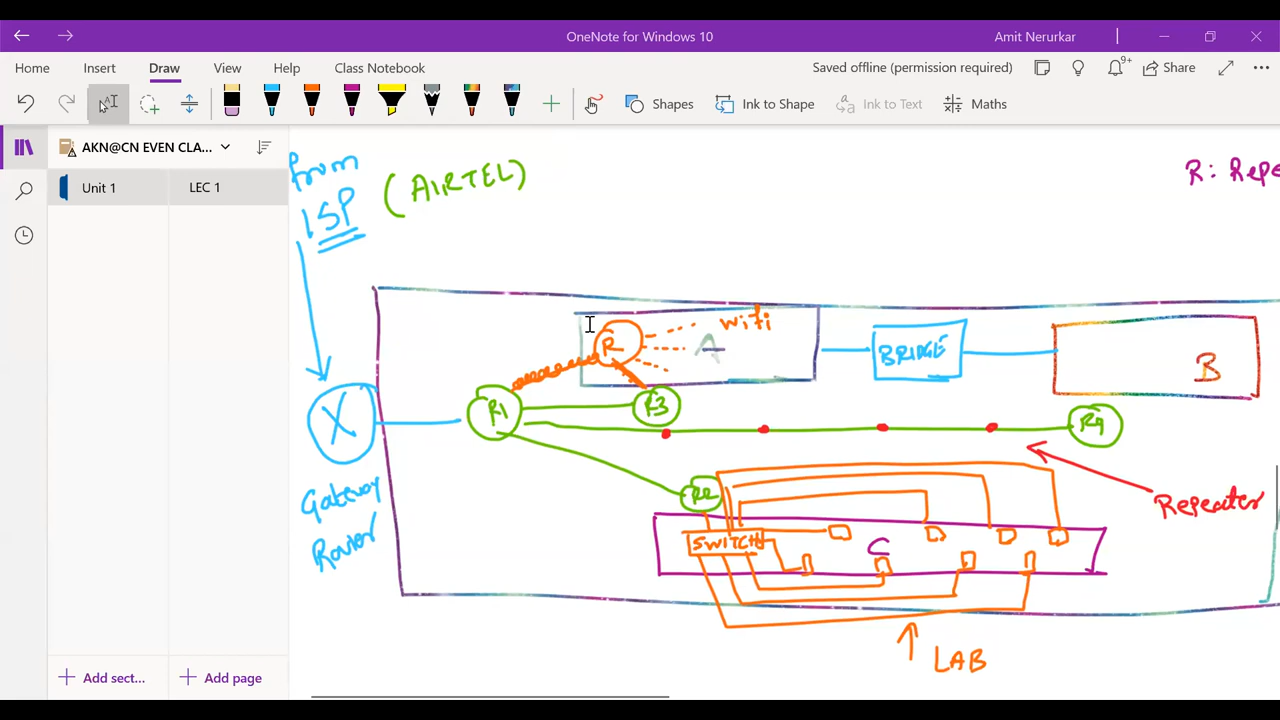 OneNote for Windows 10
Amit Nerurkar
Home
Insert
Draw
View
Help
Class Notebook
Saved offline (permission required)
9+
Share
Shapes
Ink to Shape
Ink to Text
Maths
AKN@CN EVEN CLA...
Unit 1
LEC 1
from
ISP
(AIRTEL)
R: Repe
R
wifi
A
BRIDGE
B
X
R1
R3
R4
Gateway
Router
R2
Repeater
SWITCH
C
LAB
Add sect...
Add page